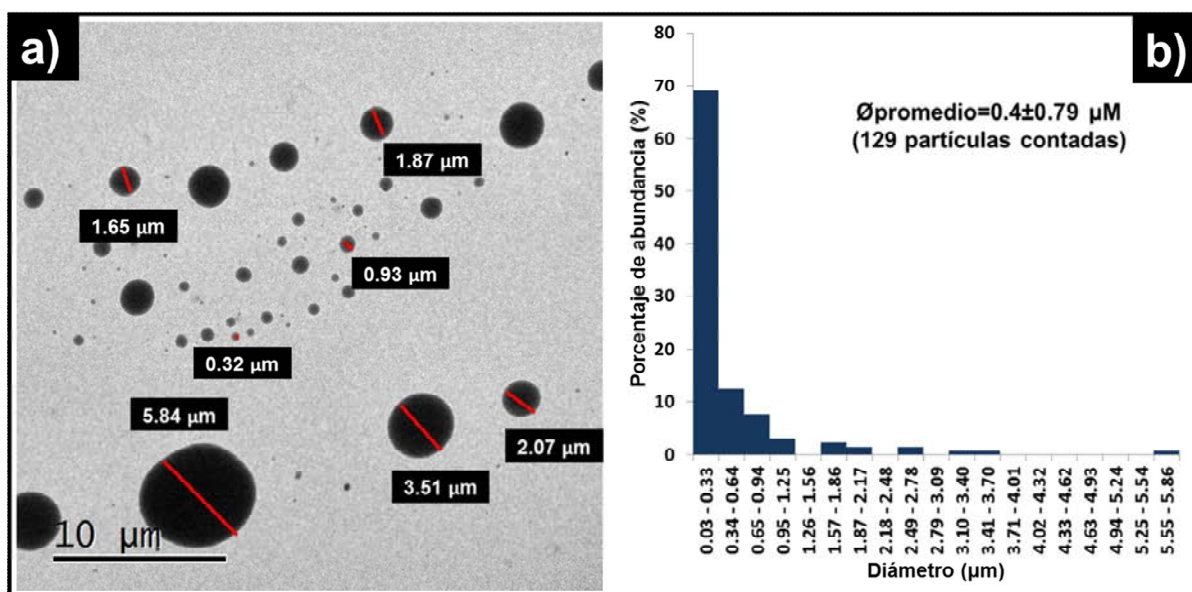 a)
1.87 µm
1.65 µm
0.93 µm
0.32 µm
5.84 µm
2.07 µm
3.51 µm
10 µm
b)
Øpromedio=0.4±0.79 µM
(129 partículas contadas)
Porcentaje de abundancia (%)
80
70
60
50
40
30
20
10
0
0.03 - 0.33
0.34 - 0.64
0.65 - 0.94
0.95 - 1.25
1.26 - 1.56
1.57 - 1.86
1.87 - 2.17
2.18 - 2.48
2.49 - 2.78
2.79 - 3.09
3.10 - 3.40
3.41 - 3.70
3.71 - 4.01
4.02 - 4.32
4.33 - 4.62
4.63 - 4.93
4.94 - 5.24
5.25 - 5.54
5.55 - 5.86
Diámetro (µm)